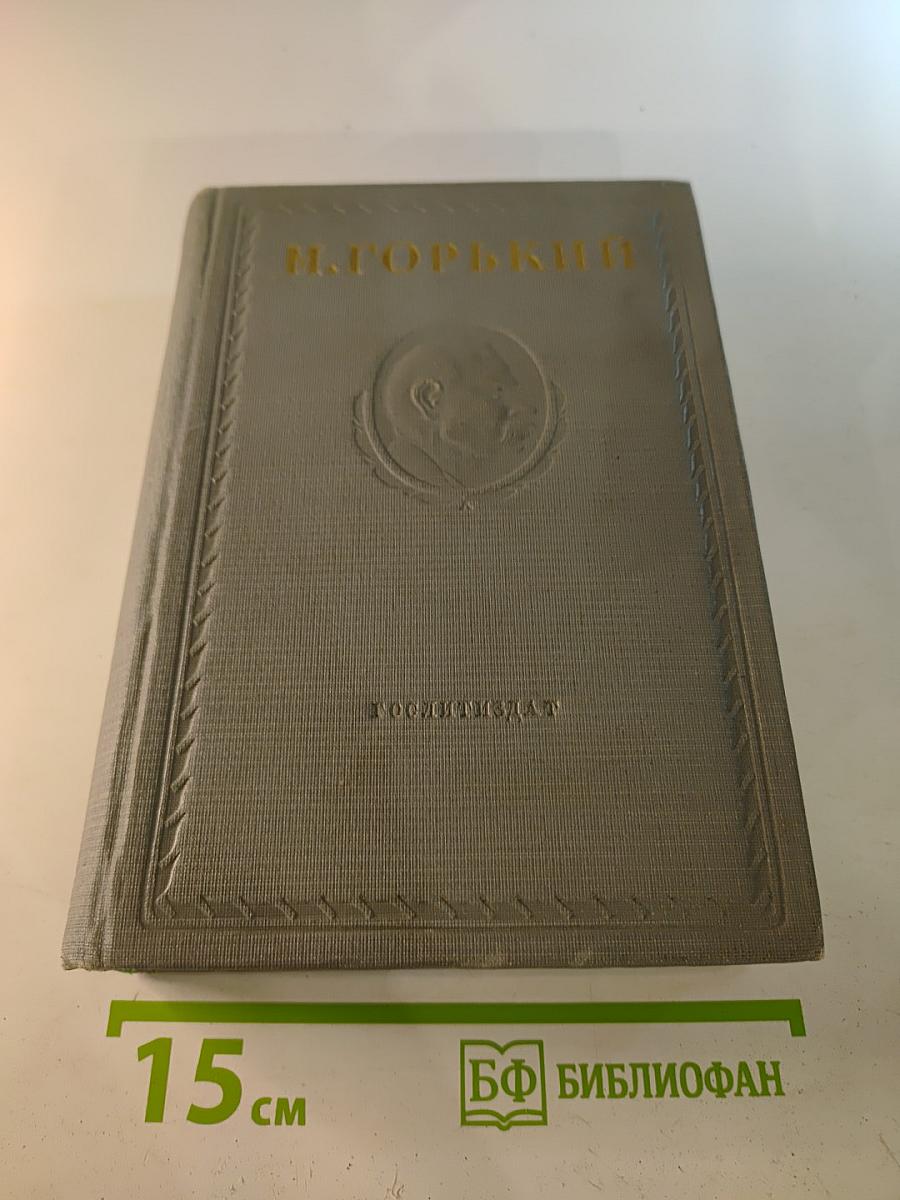 М. ГОРЬКИЙ
ГОСЛИТИЗДАТ
15 см
БФ БИБЛИОФАН